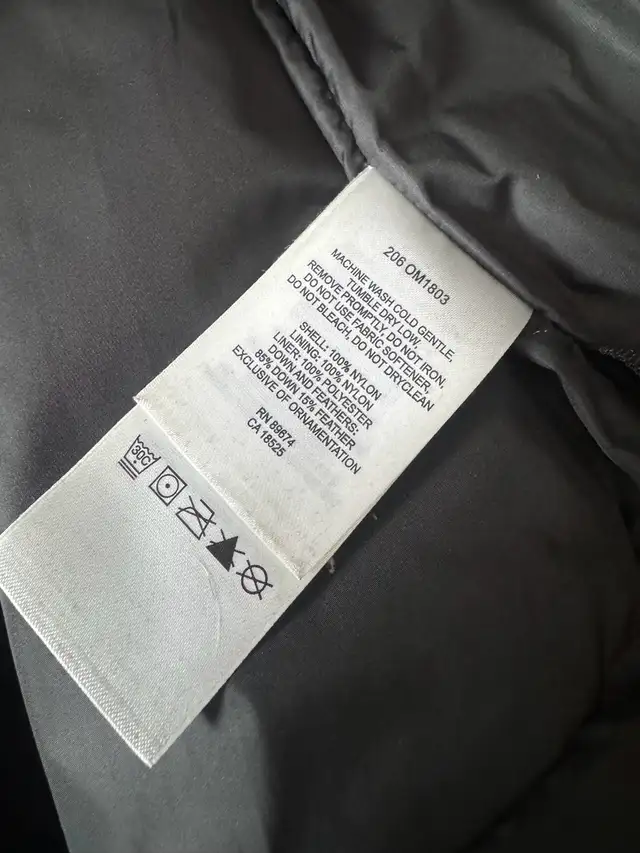 206 OM1803
MACHINE WASH COLD GENTLE.
TUMBLE DRY LOW.
REMOVE PROMPTLY, DO NOT IRON.
DO NOT USE FABRIC SOFTENER.
DO NOT BLEACH, DO NOT DRYCLEAN
SHELL: 100% NYLON
LINING: 100% NYLON
LINER: 100% POLYESTER
DOWN AND FEATHERS:
85% DOWN 15% FEATHER
EXCLUSIVE OF ORNAMENTATION
RN 89674
CA 18525
30C